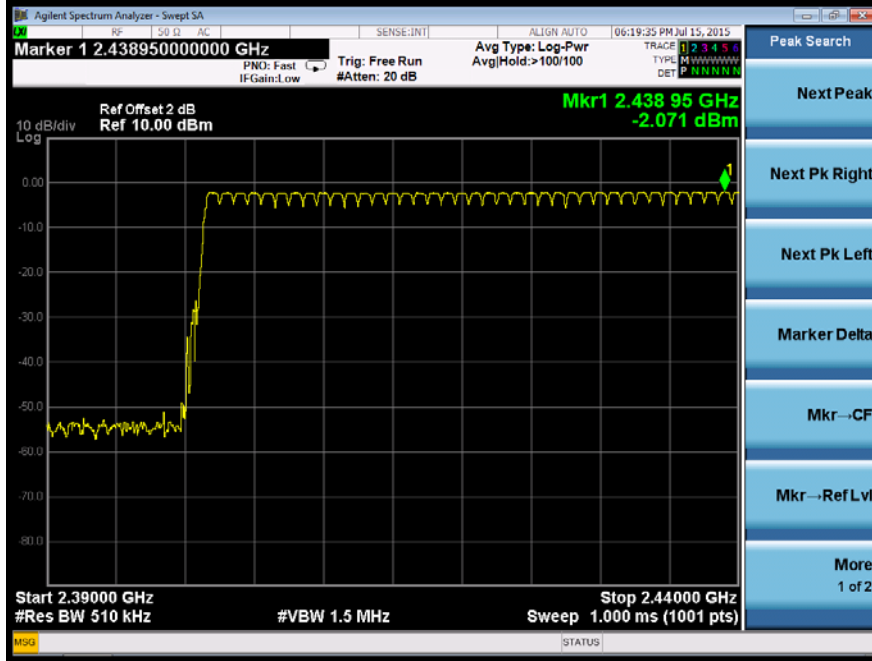 Agilent Spectrum Analyzer - Swept SA
LXI RF 50 Ω AC SENSE:INT ALIGN AUTO 06:19:35 PM Jul 15, 2015
Marker 1 2.438950000000 GHz
PNO: Fast
IFGain:Low
Trig: Free Run
#Atten: 20 dB
Avg Type: Log-Pwr
Avg|Hold:>100/100
TRACE 1 2 3 4 5 6
TYPE M W W W W W
DET P N N N N N
Peak Search
Mkr1 2.438 95 GHz
-2.071 dBm
Ref Offset 2 dB
10 dB/div Ref 10.00 dBm
Log
1
0.00
-10.0
-20.0
-30.0
-40.0
-50.0
-60.0
-70.0
-80.0
Start 2.39000 GHz Stop 2.44000 GHz
#Res BW 510 kHz #VBW 1.5 MHz Sweep 1.000 ms (1001 pts)
MSG STATUS
Next Peak
Next Pk Right
Next Pk Left
Marker Delta
Mkr→CF
Mkr→Ref Lvl
More
1 of 2